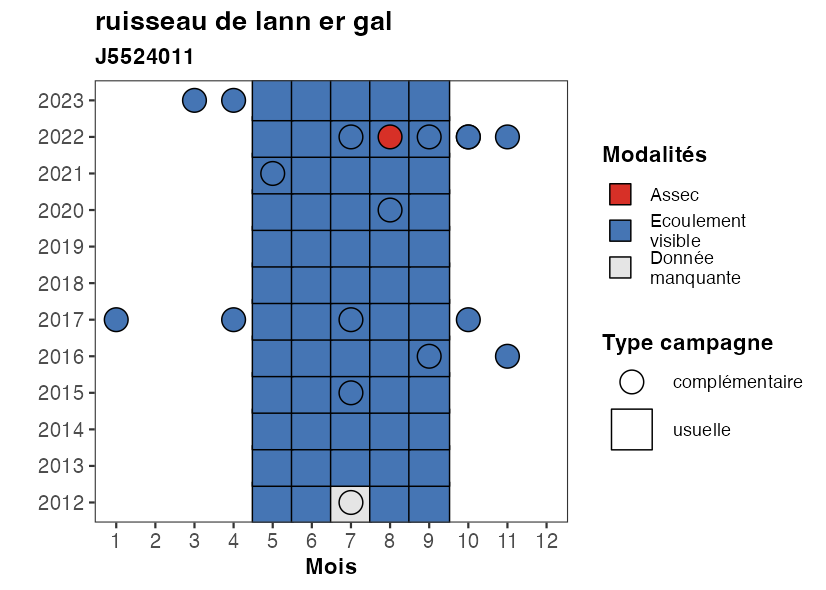 ruisseau de lann er gal
J5524011
2023
2022
2021
2020
2019
2018
2017
2016
2015
2014
2013
2012
1 2 3 4 5 6 7 8 9 10 11 12
Mois
Modalités
Assec
Ecoulement
visible
Donnée
manquante
Type campagne
complémentaire
usuelle